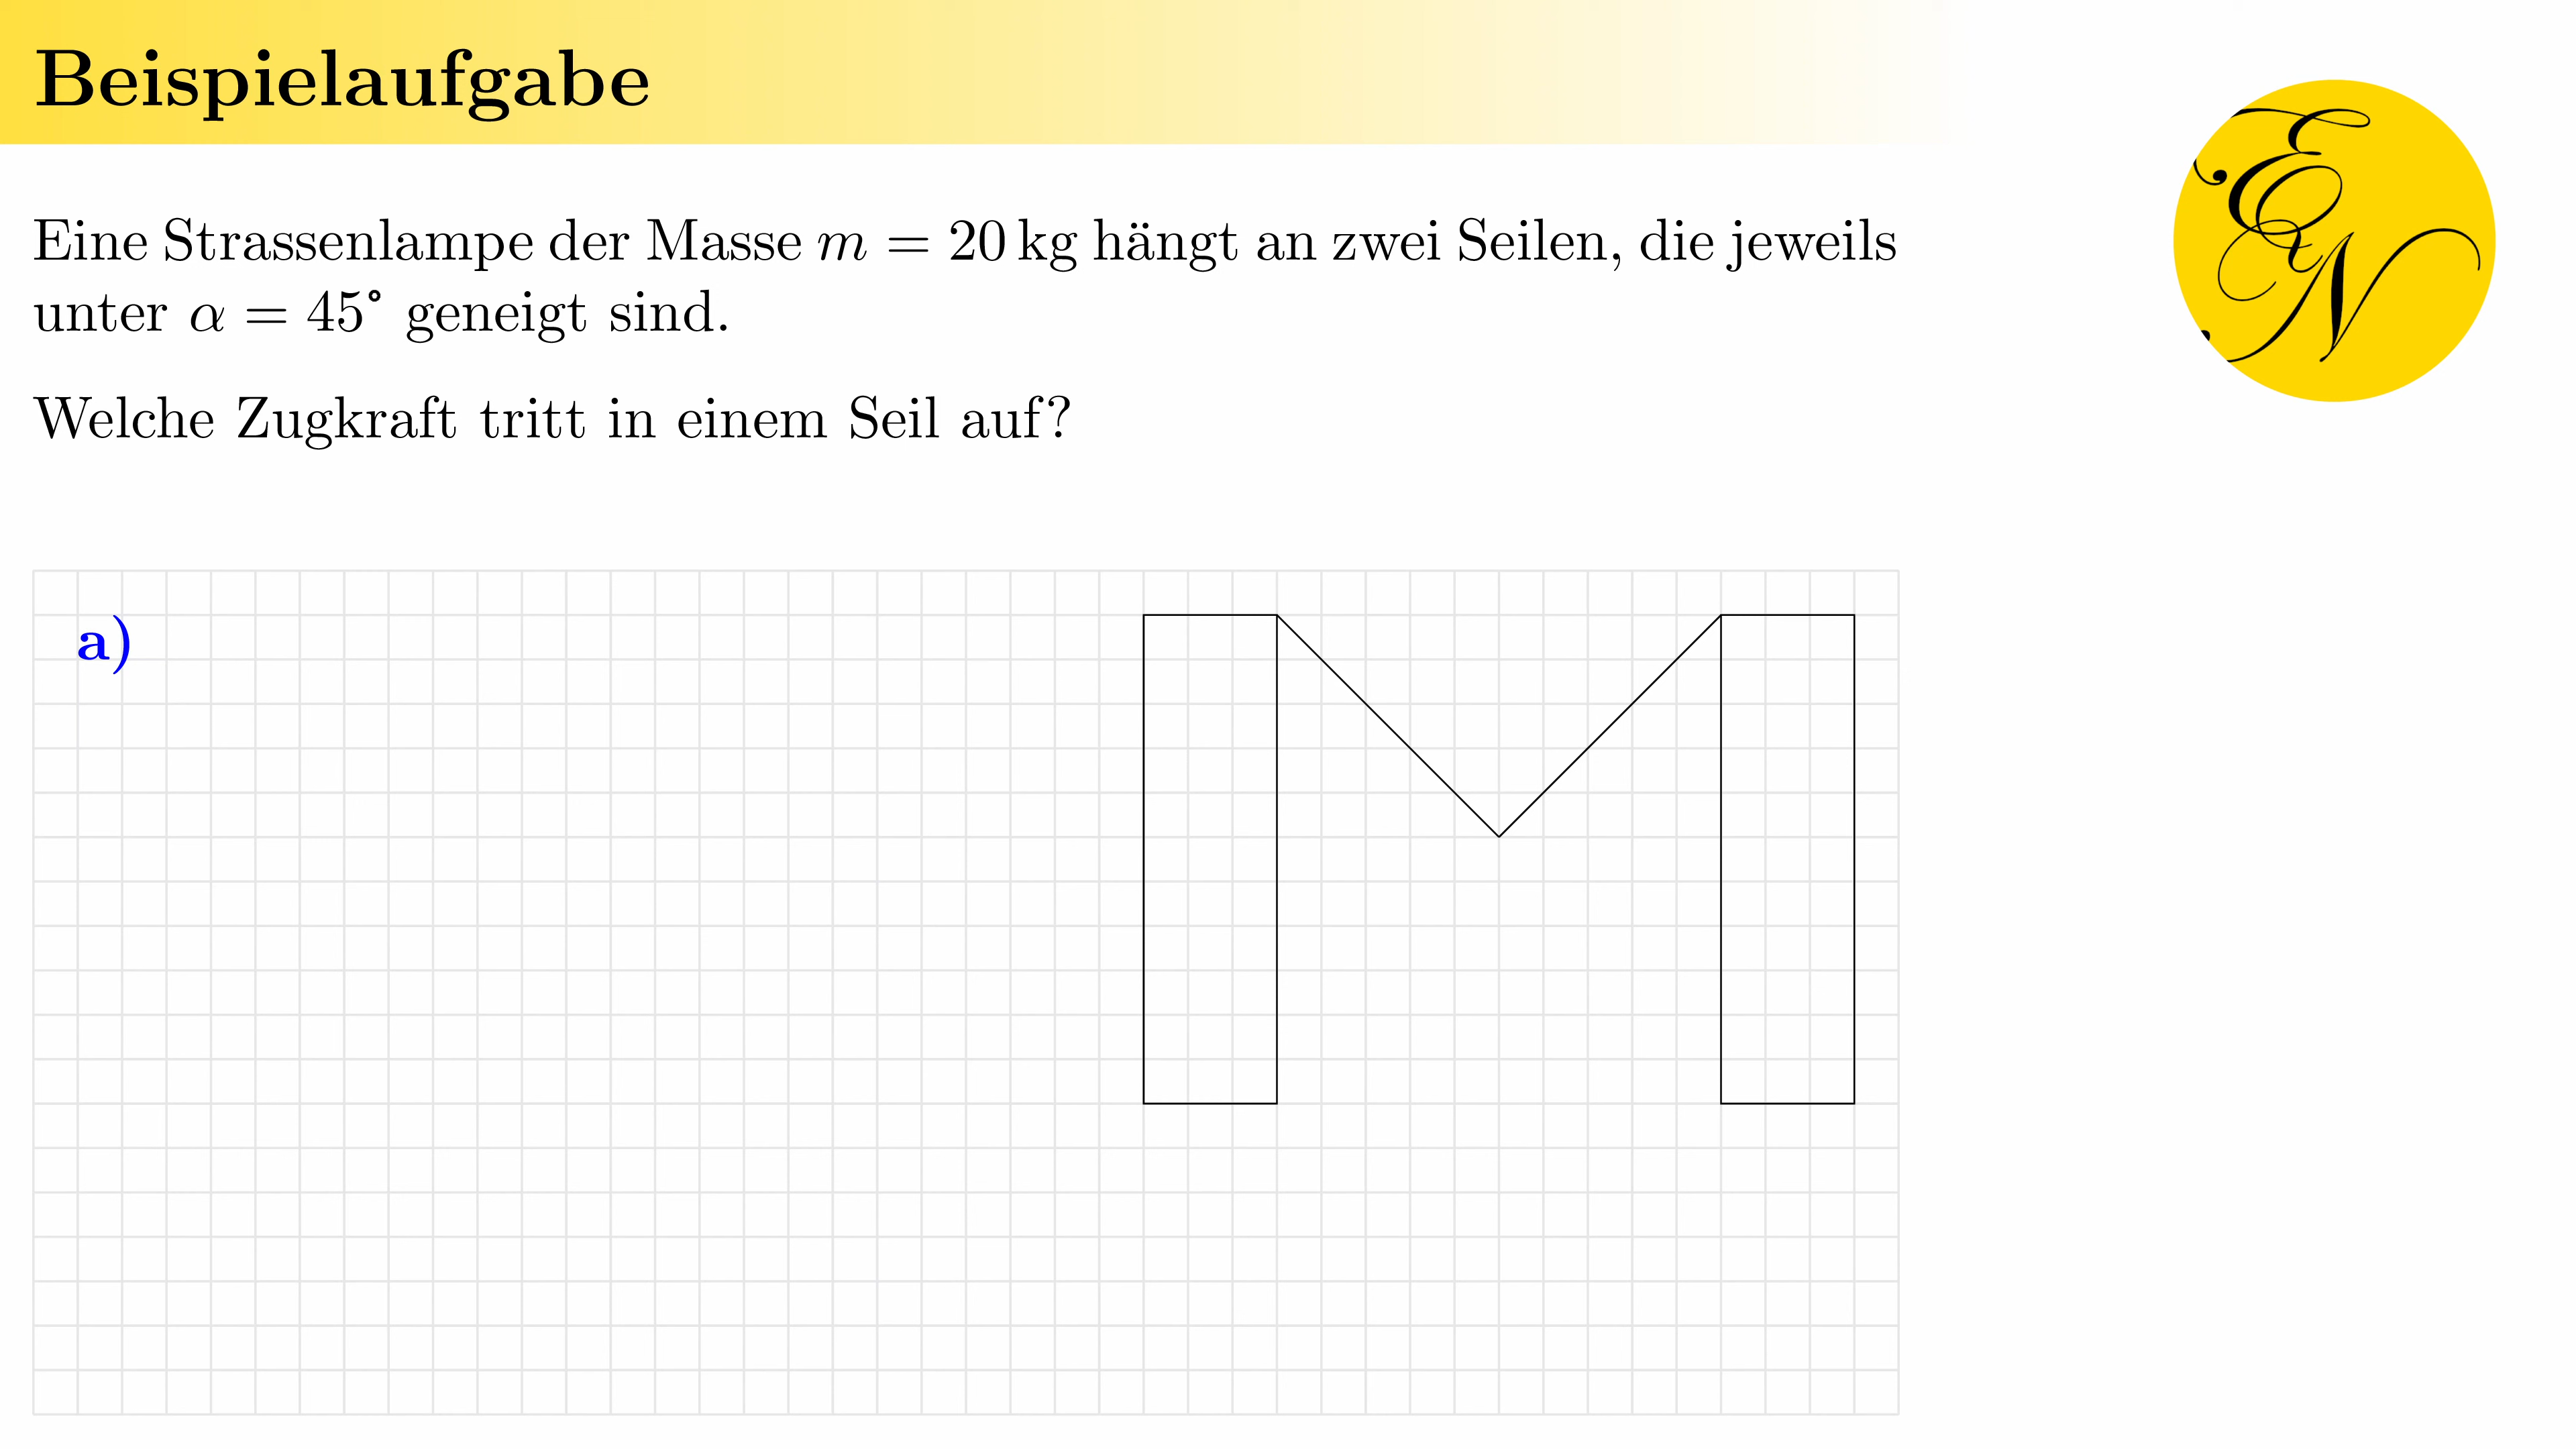 Beispielaufgabe
Eine Strassenlampe der Masse m = 20 kg hängt an zwei Seilen, die jeweils
unter α = 45° geneigt sind.
Welche Zugkraft tritt in einem Seil auf?
a)